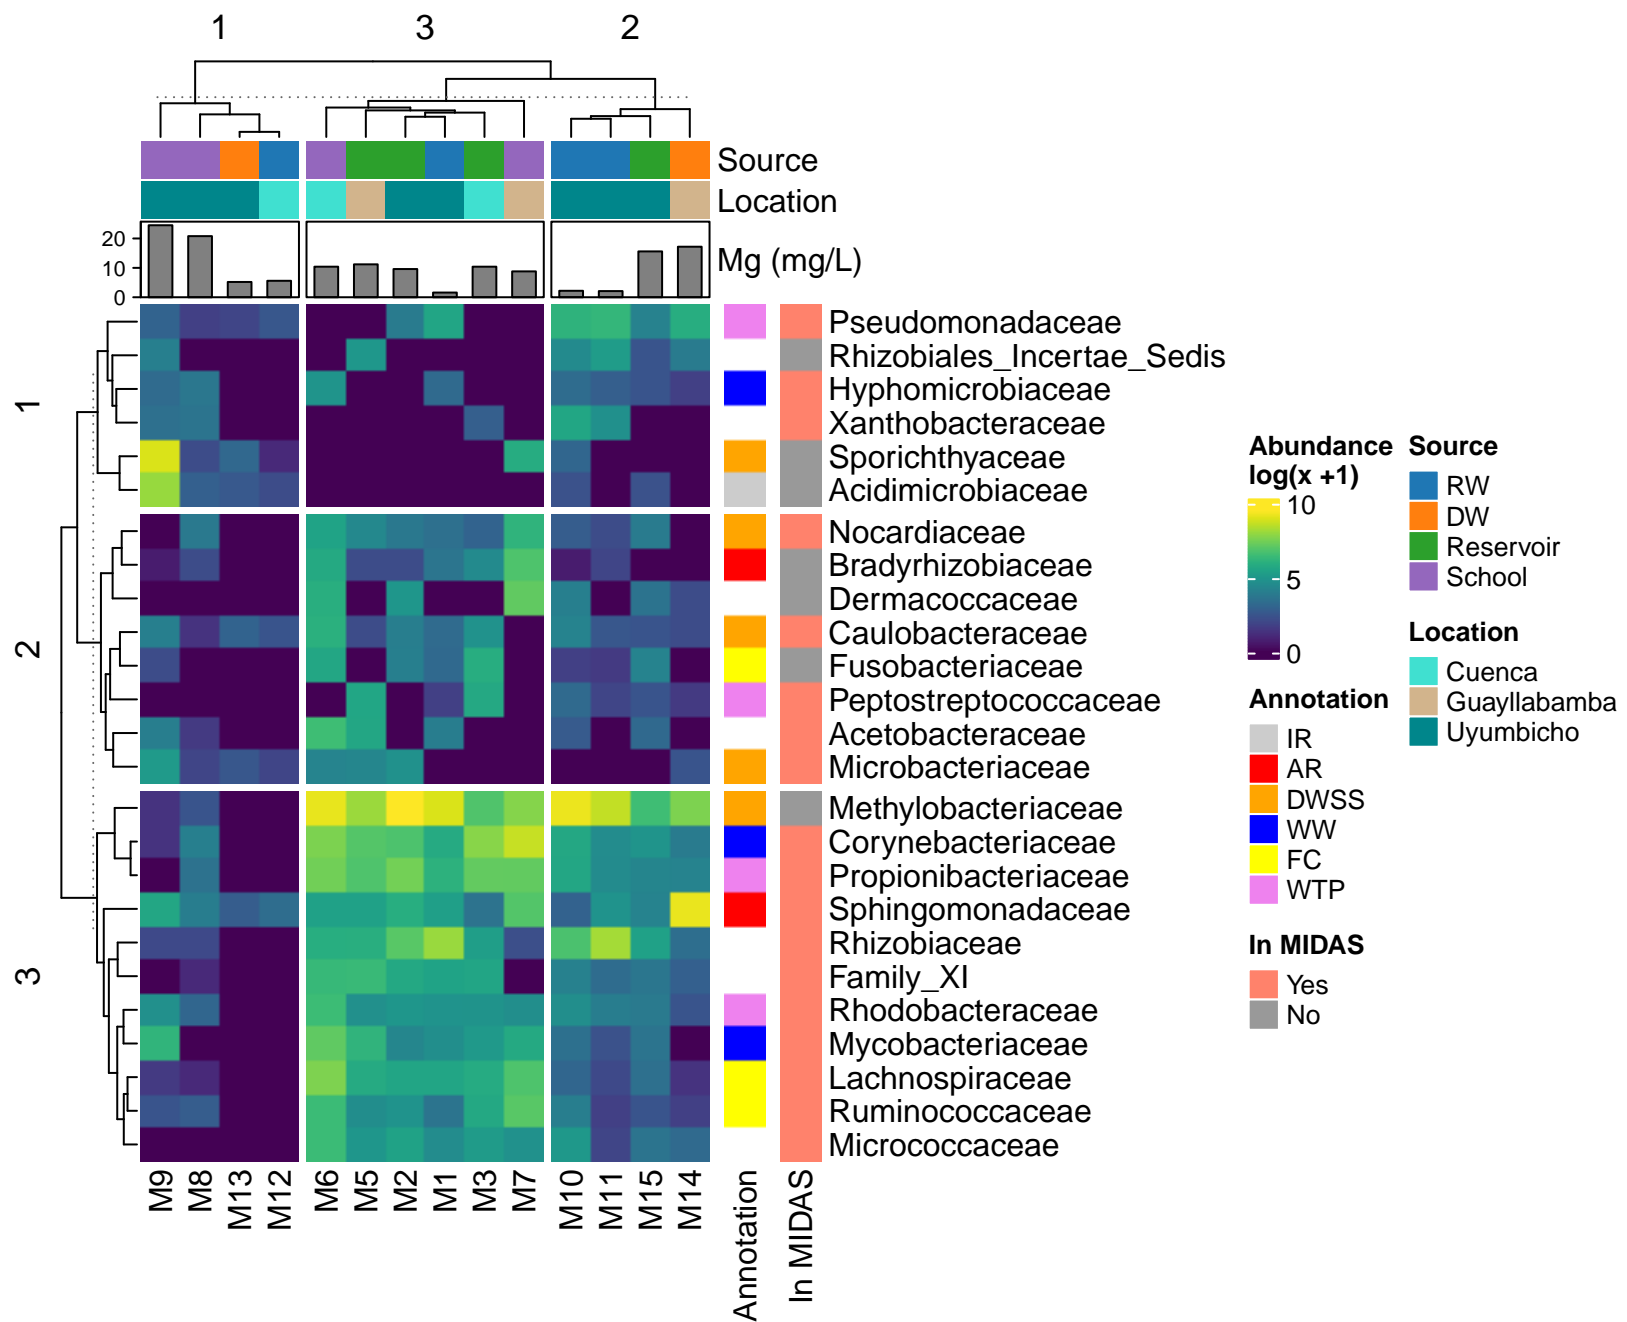 1 3 2
Source
Location
20
10
0
Mg (mg/L)
1
Pseudomonadaceae
Rhizobiales_Incertae_Sedis
Hyphomicrobiaceae
Xanthobacteraceae
Sporichthyaceae
Acidimicrobiaceae
2
Nocardiaceae
Bradyrhizobiaceae
Dermacoccaceae
Caulobacteraceae
Fusobacteriaceae
Peptostreptococcaceae
Acetobacteraceae
Microbacteriaceae
3
Methylobacteriaceae
Corynebacteriaceae
Propionibacteriaceae
Sphingomonadaceae
Rhizobiaceae
Family_XI
Rhodobacteraceae
Mycobacteriaceae
Lachnospiraceae
Ruminococcaceae
Micrococcaceae
M9 M8 M13 M12 M6 M5 M2 M1 M3 M7 M10 M11 M15 M14 Annotation In MIDAS
Abundance
log(x +1)
10
5
0
Annotation
IR
AR
DWSS
WW
FC
WTP
In MIDAS
Yes
No
Source
RW
DW
Reservoir
School
Location
Cuenca
Guayllabamba
Uyumbicho